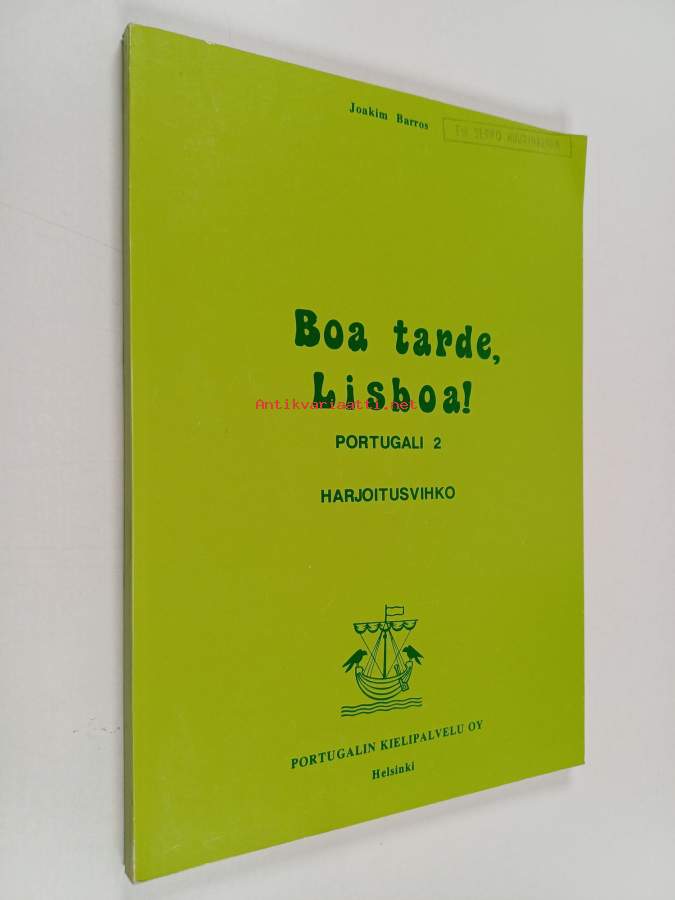 Joakim Barros
Boa tarde,
Lisboa!
Antikvariaatti.net
PORTUGALI 2
HARJOITUSVIHKO
PORTUGALIN KIELIPALVELU OY
Helsinki